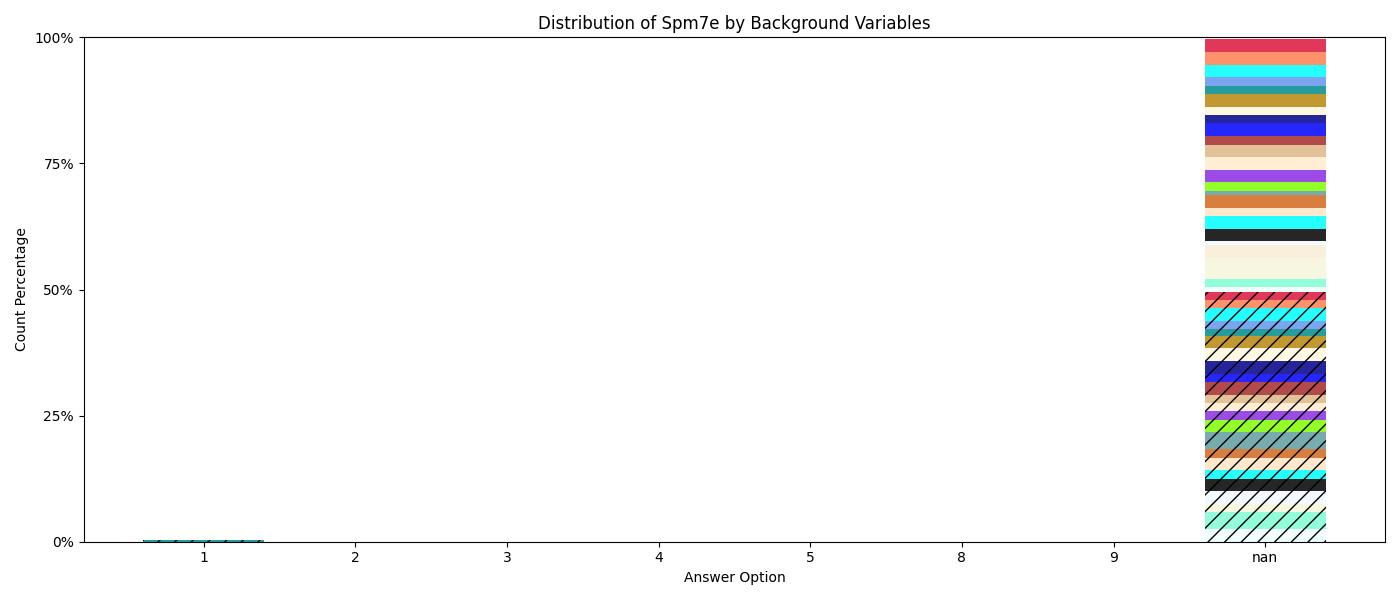 Distribution of Spm7e by Background Variables
100%
75%
50%
25%
0%
Count Percentage
1 2 3 4 5 8 9 nan
Answer Option